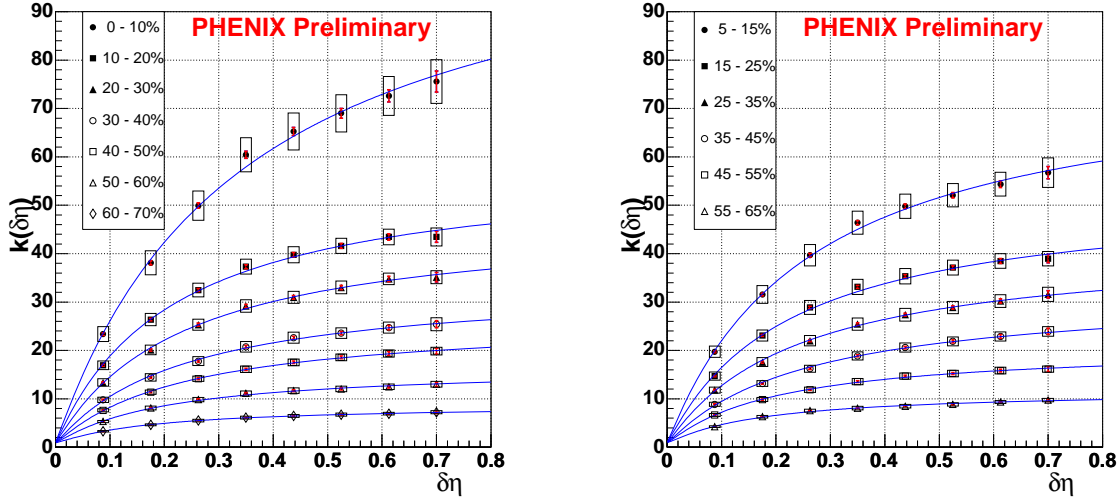 PHENIX Preliminary
0 - 10%
10 - 20%
20 - 30%
30 - 40%
40 - 50%
50 - 60%
60 - 70%
90
80
70
60
50
40
30
20
10
0
k(δη)
0 0.1 0.2 0.3 0.4 0.5 0.6 0.7 0.8
δη
PHENIX Preliminary
5 - 15%
15 - 25%
25 - 35%
35 - 45%
45 - 55%
55 - 65%
90
80
70
60
50
40
30
20
10
0
k(δη)
0 0.1 0.2 0.3 0.4 0.5 0.6 0.7 0.8
δη